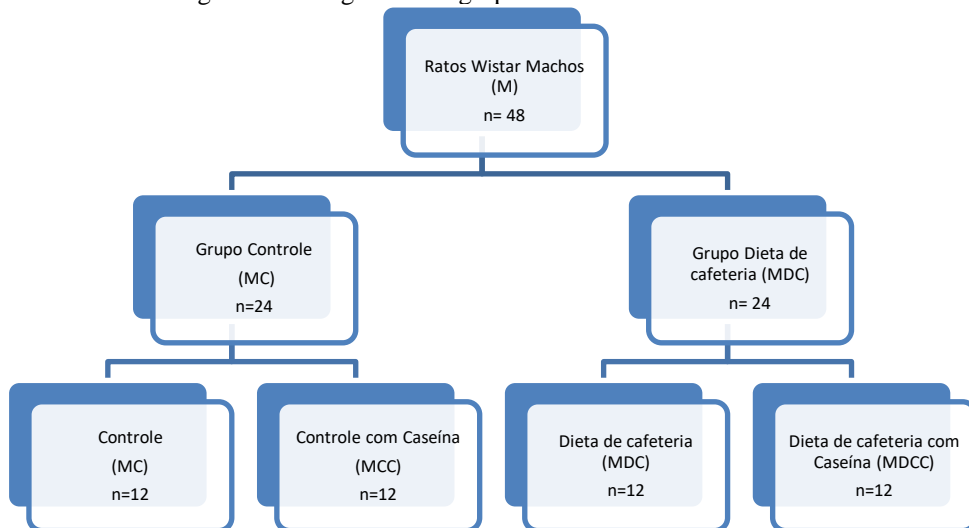 Ratos Wistar Machos
(M)
n= 48
Grupo Controle
(MC)
n=24
Grupo Dieta de
cafeteria (MDC)
n= 24
Controle
(MC)
n=12
Controle com Caseína
(MCC)
n=12
Dieta de cafeteria
(MDC)
n=12
Dieta de cafeteria com
Caseína (MDCC)
n=12